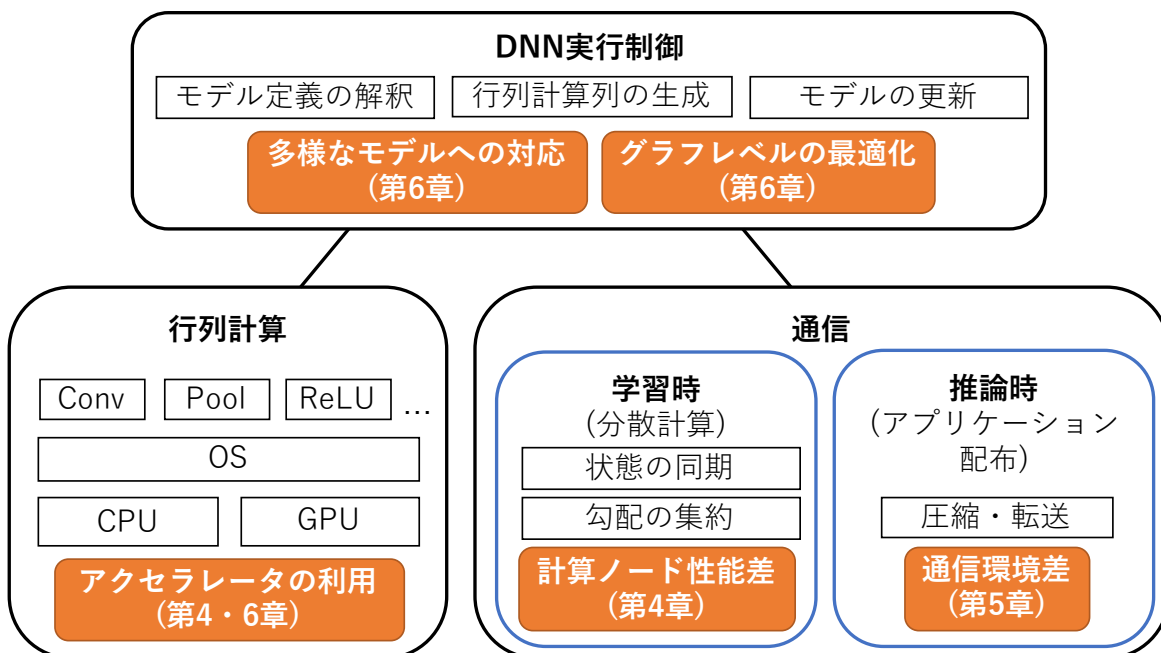 DNN実行制御
モデル定義の解釈
行列計算列の生成
モデルの更新
多様なモデルへの対応
(第6章)
グラフレベルの最適化
(第6章)
行列計算
Conv
Pool
ReLU
...
OS
CPU
GPU
アクセラレータの利用
(第4・6章)
通信
学習時
(分散計算)
状態の同期
勾配の集約
計算ノード性能差
(第4章)
推論時
(アプリケーション
配布)
圧縮・転送
通信環境差
(第5章)